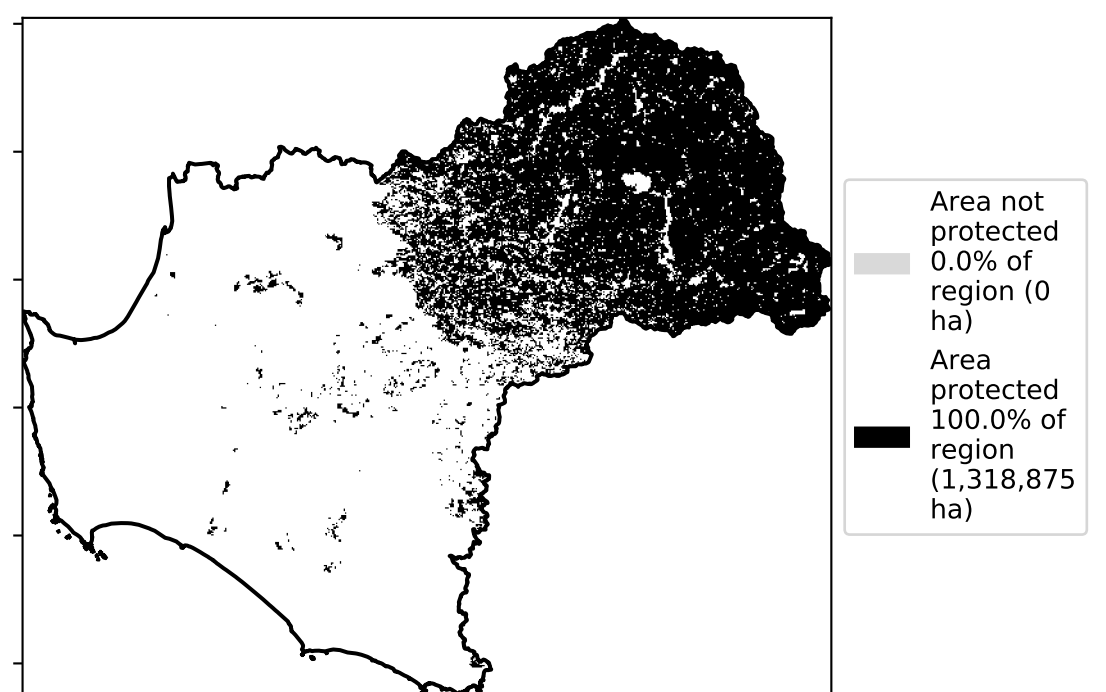 Area not
protected
0.0% of
region (0
ha)
Area
protected
100.0% of
region
(1,318,875
ha)